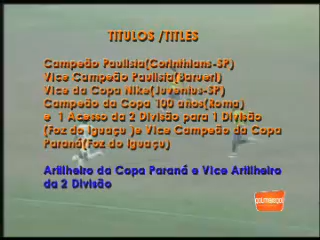 TITULOS /TITLES
Campeão Paulista(Corinthians-SP)
Vice Campeão Paulista(Barueri)
Vice da Copa Nike(Juventus-SP)
Campeão da Copa 100 años(Roma)
e 1 Acesso da 2 Divisão para 1 Divisão
(Foz do Iguaçu )e Vice Campeão da Copa
Paraná(Foz do Iguaçu)
Artilheiro da Copa Paraná e Vice Artilheiro
da 2 Divisão